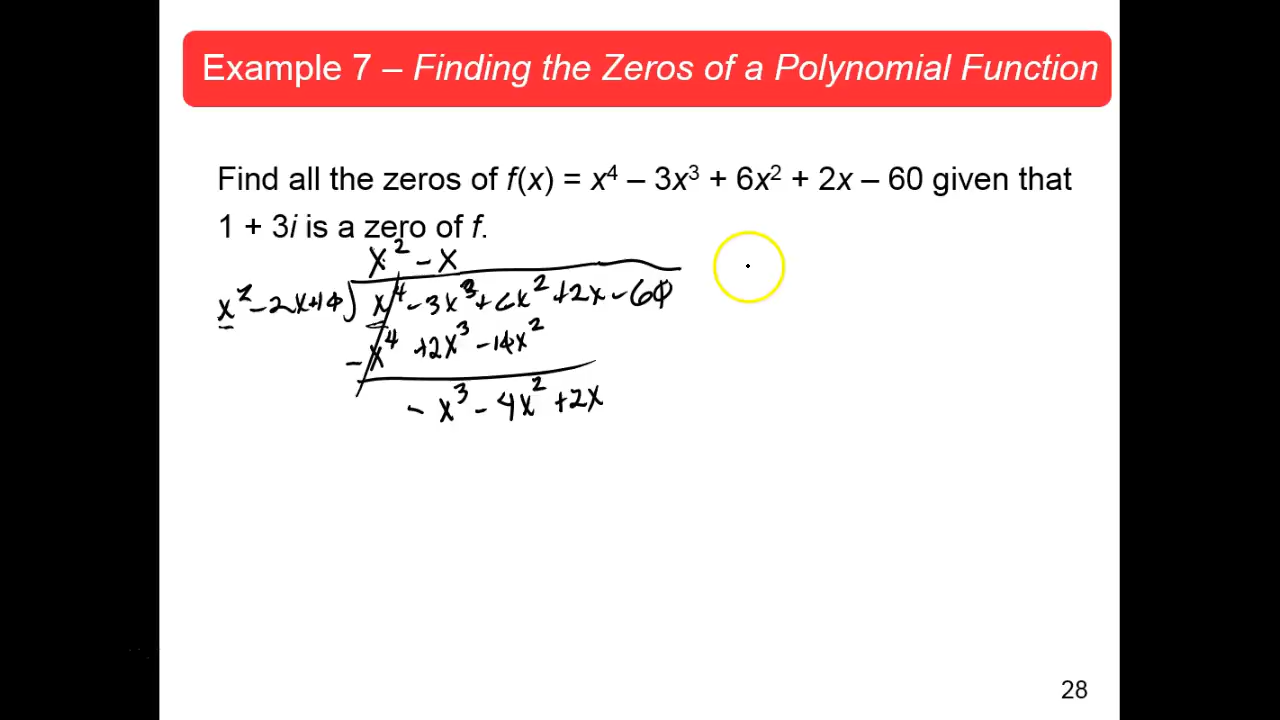 Example 7 – Finding the Zeros of a Polynomial Function
Find all the zeros of f(x) = x⁴ – 3x³ + 6x² + 2x – 60 given that
1 + 3i is a zero of f.
x² - x
x² - 2x + 10 ) x⁴ - 3x³ + 6x² + 2x - 60
- x⁴ + 2x³ - 10x²
- x³ - 4x² + 2x
28